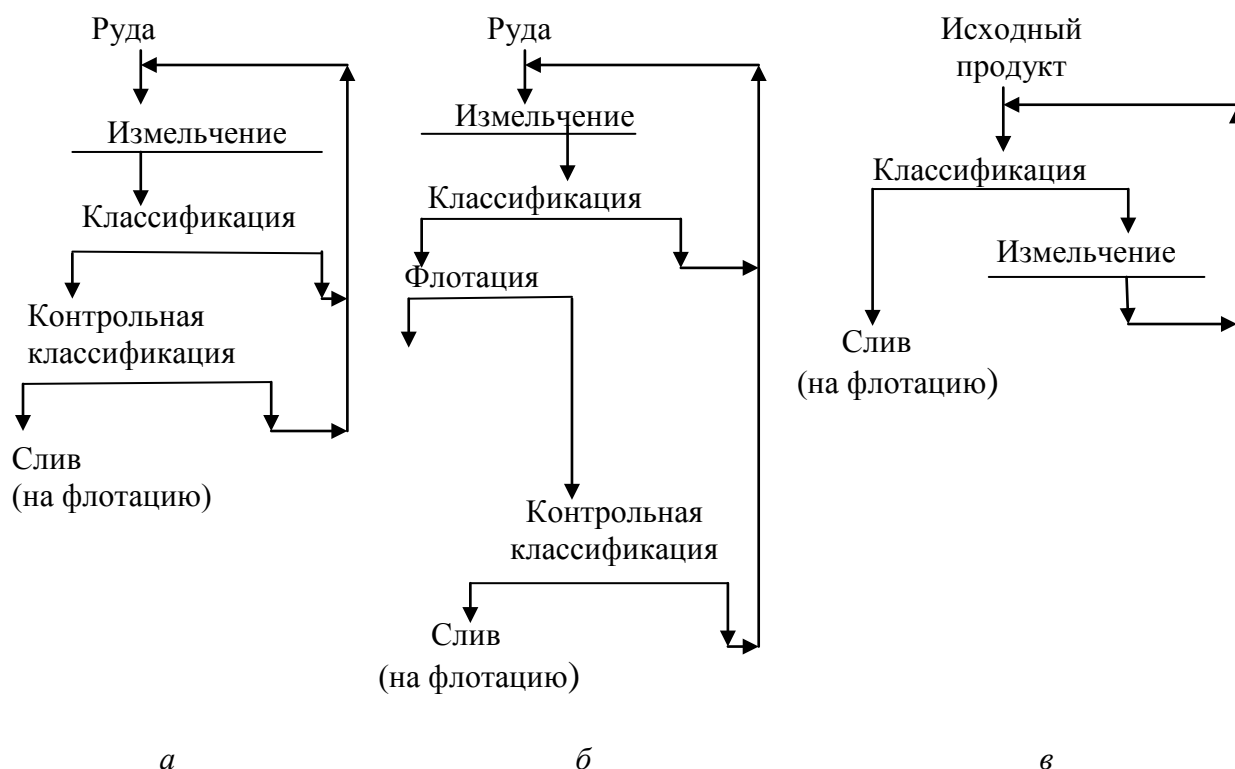 Руда
Измельчение
Классификация
Контрольная
классификация
Слив
(на флотацию)
а
Руда
Измельчение
Классификация
Флотация
Контрольная
классификация
Слив
(на флотацию)
б
Исходный
продукт
Классификация
Измельчение
Слив
(на флотацию)
в